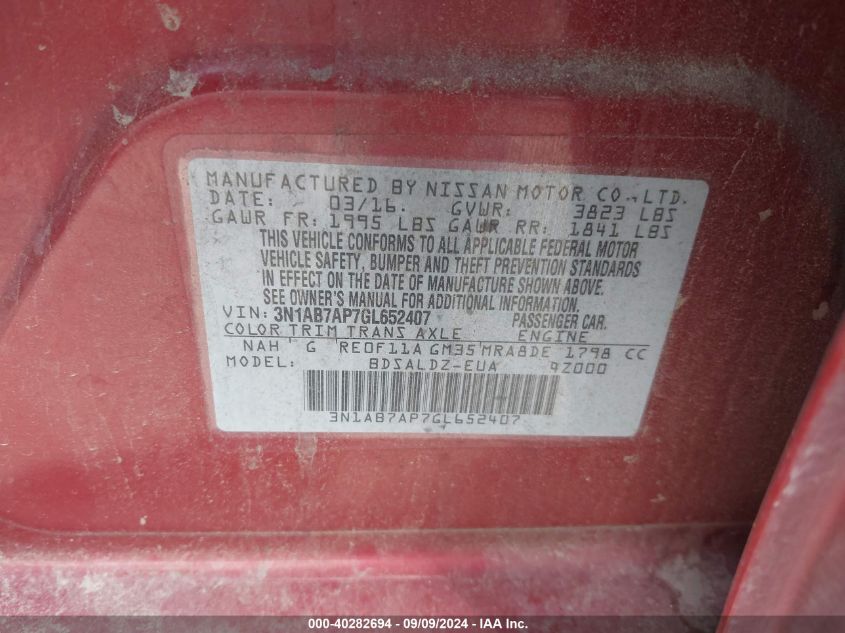 MANUFACTURED BY NISSAN MOTOR CO.,LTD.
DATE: 03/16. GVWR: 3823 LBS
GAWR FR: 1995 LBS GAWR RR: 1841 LBS
THIS VEHICLE CONFORMS TO ALL APPLICABLE FEDERAL MOTOR
VEHICLE SAFETY, BUMPER AND THEFT PREVENTION STANDARDS
IN EFFECT ON THE DATE OF MANUFACTURE SHOWN ABOVE.
SEE OWNER'S MANUAL FOR ADDITIONAL INFORMATION.
VIN: 3N1AB7AP7GL652407 PASSENGER CAR.
COLOR TRIM TRANS AXLE ENGINE
NAH G RE0F11A GM35 MRA8DE 1798 CC
MODEL: BDSALDZ-EUA 9Z000
3N1AB7AP7GL652407
000-40282694 - 09/09/2024 - IAA Inc.